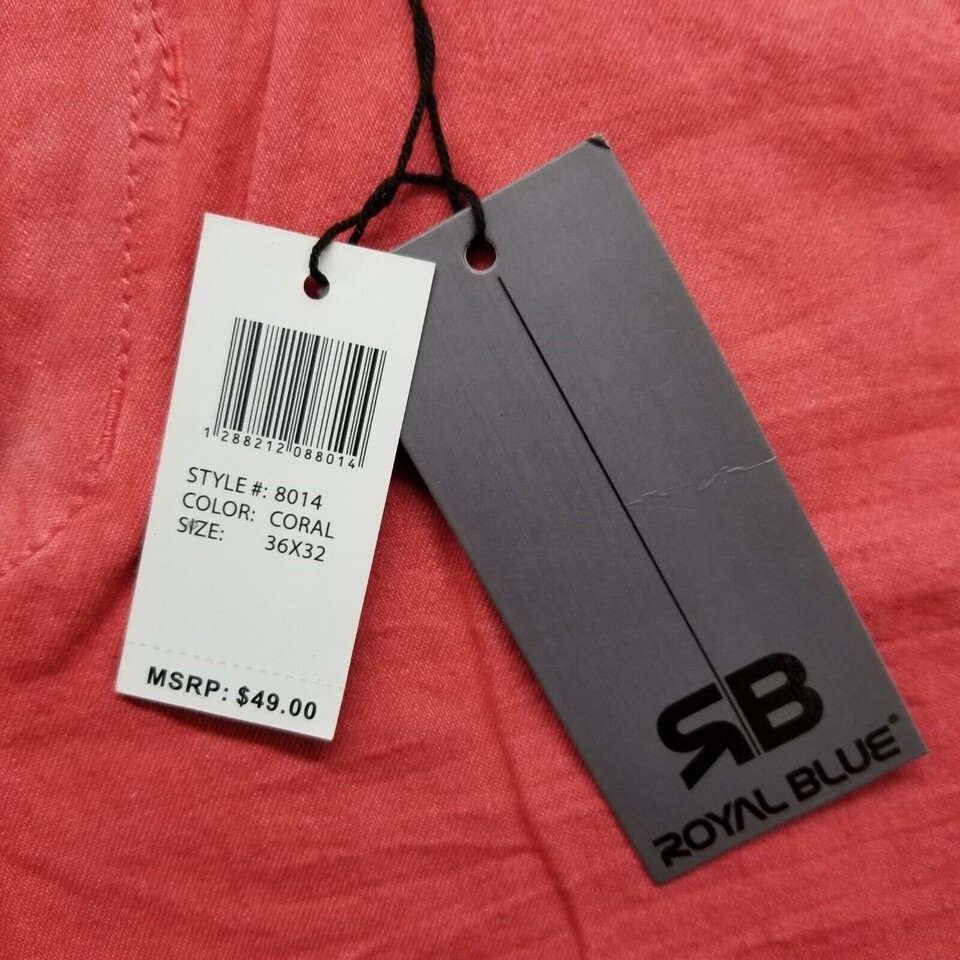 1 288212 088014
STYLE #: 8014
COLOR: CORAL
SIZE: 36X32
MSRP: $49.00
RB
ROYAL BLUE®